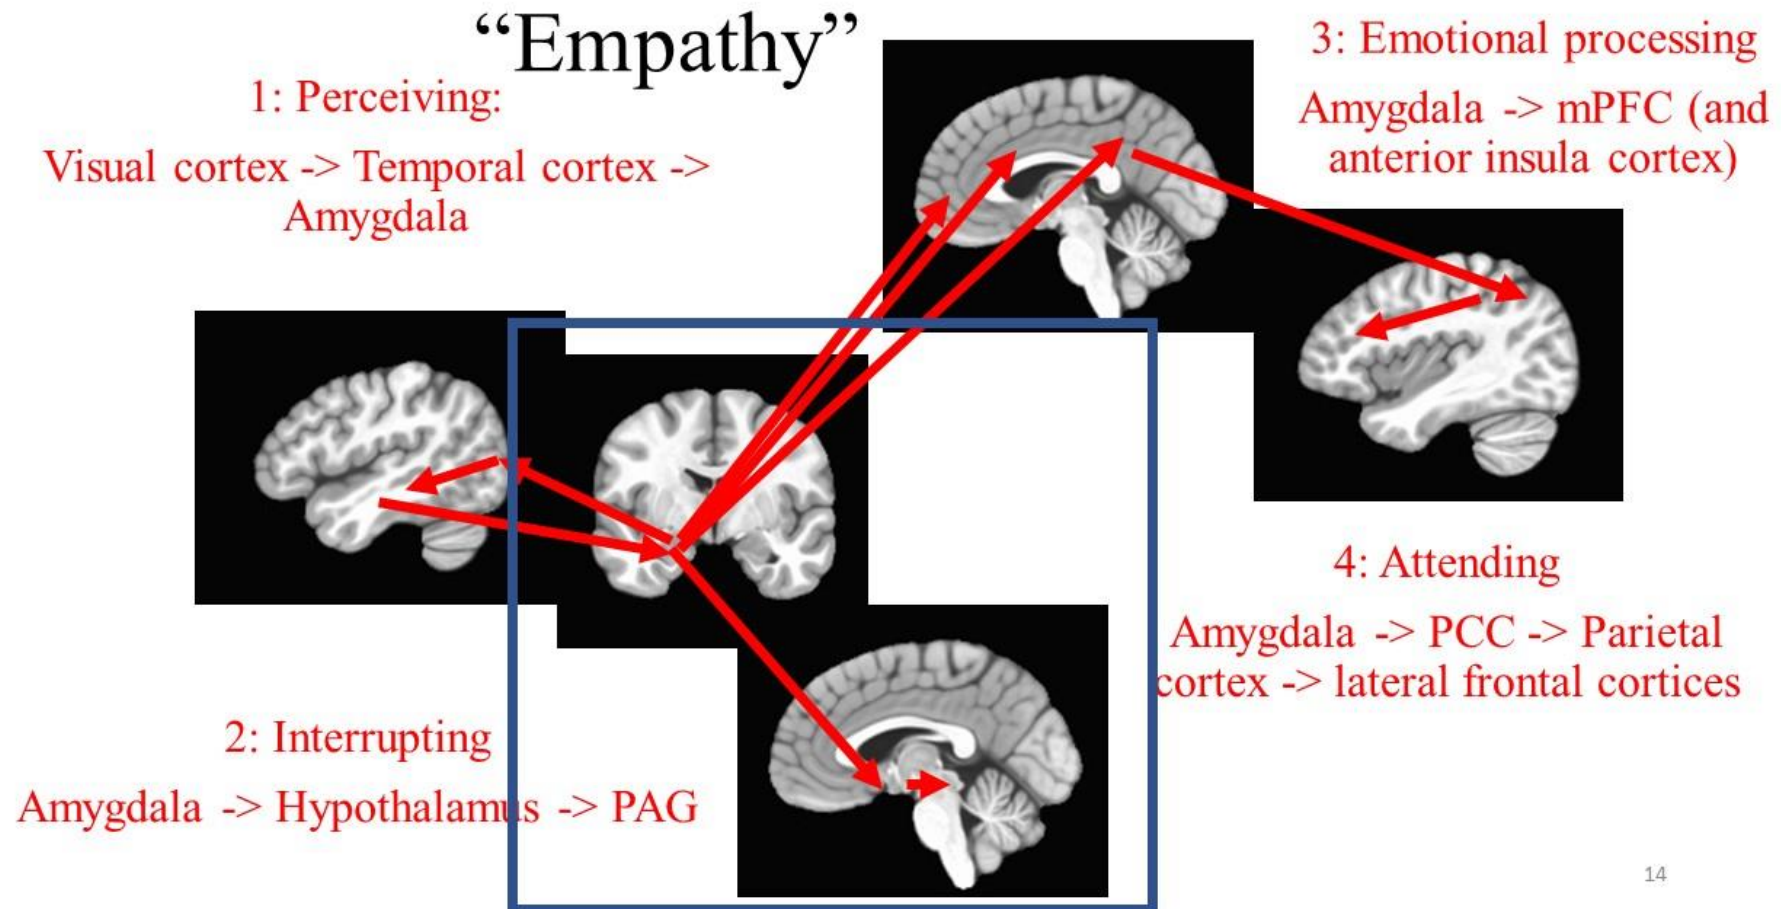 “Empathy”
1: Perceiving:
Visual cortex -> Temporal cortex ->
Amygdala
2: Interrupting
Amygdala -> Hypothalamus -> PAG
3: Emotional processing
Amygdala -> mPFC (and
anterior insula cortex)
4: Attending
Amygdala -> PCC -> Parietal
cortex -> lateral frontal cortices
14